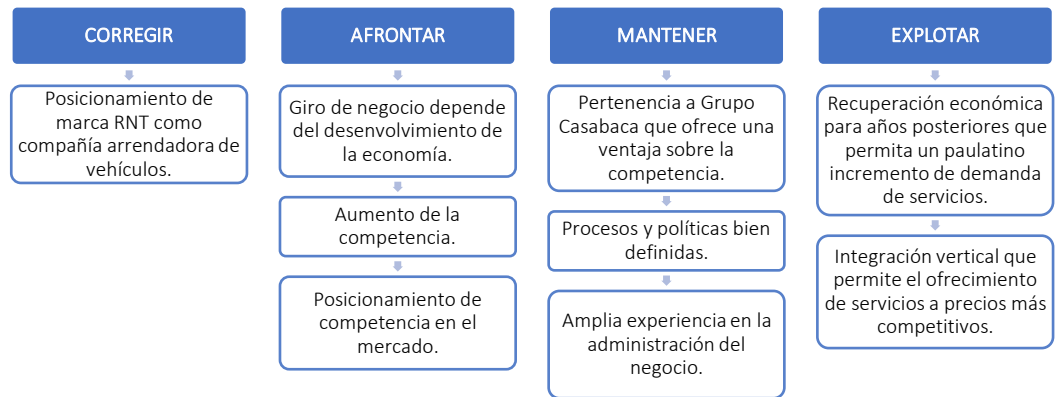 CORREGIR
Posicionamiento de
marca RNT como
compañía arrendadora de
vehículos.
AFRONTAR
Giro de negocio depende
del desenvolvimiento de
la economía.
Aumento de la
competencia.
Posicionamiento de
competencia en el
mercado.
MANTENER
Pertenencia a Grupo
Casabaca que ofrece una
ventaja sobre la
competencia.
Procesos y políticas bien
definidas.
Amplia experiencia en la
administración del
negocio.
EXPLOTAR
Recuperación económica
para años posteriores que
permita un paulatino
incremento de demanda
de servicios.
Integración vertical que
permite el ofrecimiento
de servicios a precios más
competitivos.